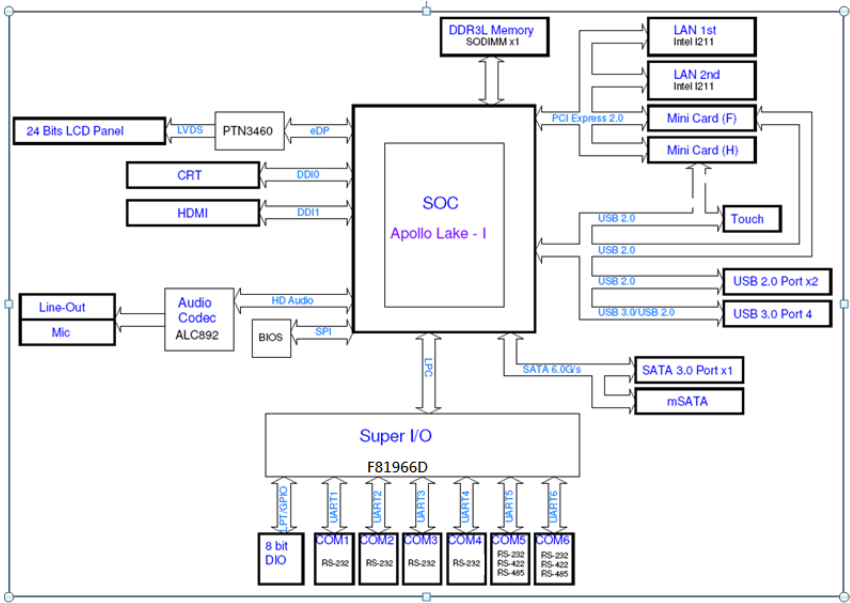 DDR3L Memory
SODIMM x1
LAN 1st
Intel I211
LAN 2nd
Intel I211
PCI Express 2.0
Mini Card (F)
Mini Card (H)
24 Bits LCD Panel
LVDS
PTN3460
eDP
CRT
DDI0
HDMI
DDI1
SOC
Apollo Lake - I
USB 2.0
Touch
USB 2.0
USB 2.0
USB 2.0 Port x2
USB 3.0/USB 2.0
USB 3.0 Port 4
Line-Out
Mic
Audio
Codec
ALC892
HD Audio
BIOS
SPI
LPC
SATA 6.0G/s
SATA 3.0 Port x1
mSATA
Super I/O
F81966D
LPT/GPIO
UART1
UART2
UART3
UART4
UART5
UART6
8 bit
DIO
COM1
RS-232
COM2
RS-232
COM3
RS-232
COM4
RS-232
COM5
RS-232
RS-422
RS-485
COM6
RS-232
RS-422
RS-485